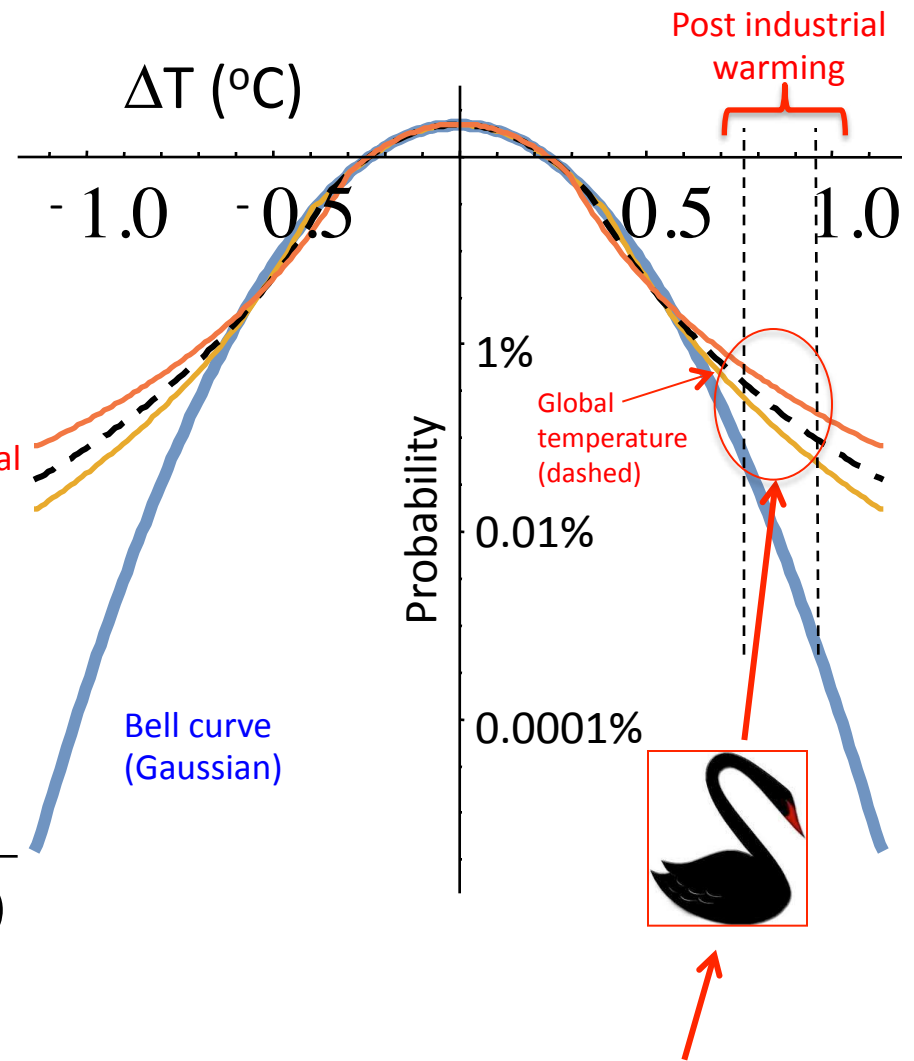 Post industrial
warming
ΔT (ºC)
-1.0 -0.5 0.5 1.0
1%
Global
temperature
(dashed)
al
0.01%
Probability
0.0001%
Bell curve
(Gaussian)
)